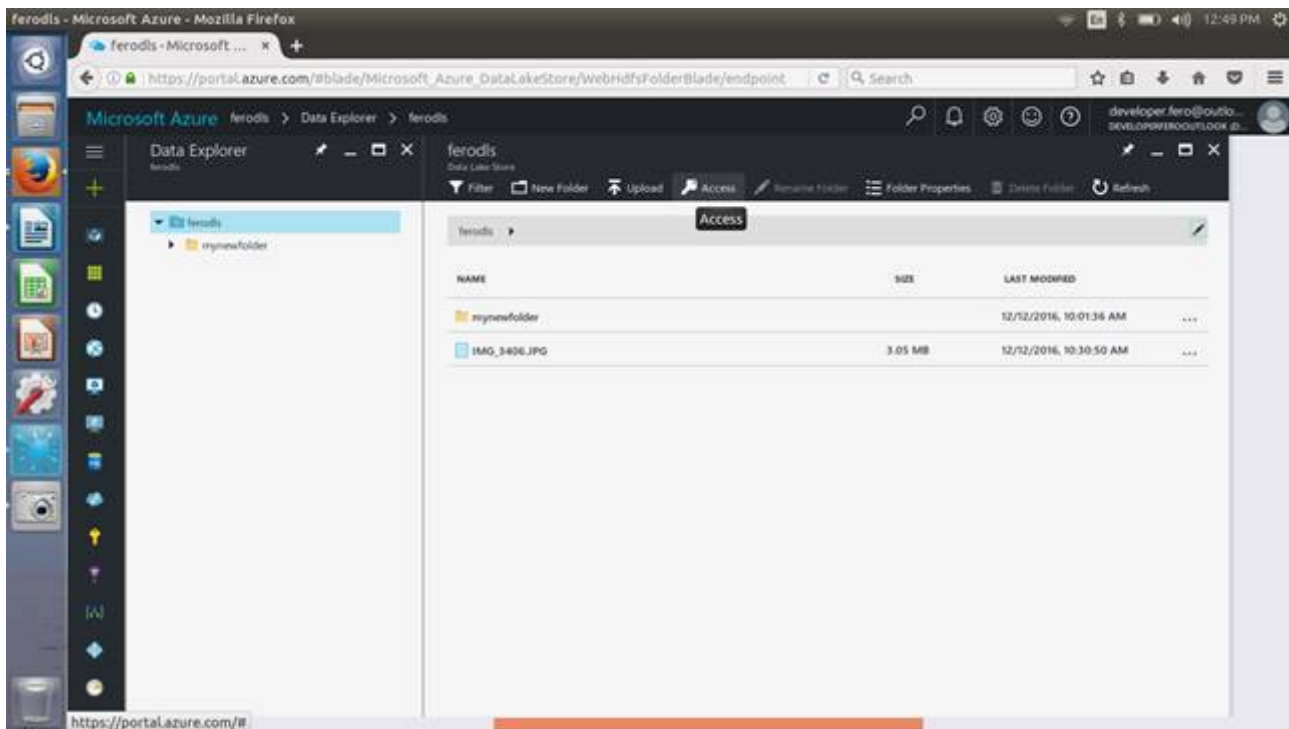 ferodls - Microsoft Azure - Mozilla Firefox
En
12:49 PM
ferodls - Microsoft ... × +
https://portal.azure.com/#blade/Microsoft_Azure_DataLakeStore/WebHdfsFolderBlade/endpoint
Search
Microsoft Azure ferodls > Data Explorer > ferodls
developer.fero@outlo...
DEVELOPERFEROOUTLOOK (D...
Data Explorer
ferodls
ferodls
Data Lake Store
Filter New Folder Upload Access Rename Folder Folder Properties Delete Folder Refresh
Access
ferodls
mynewfolder
ferodls
NAME SIZE LAST MODIFIED
mynewfolder 12/12/2016, 10:01:36 AM ...
IMG_3406.JPG 3.05 MB 12/12/2016, 10:30:50 AM ...
https://portal.azure.com/#